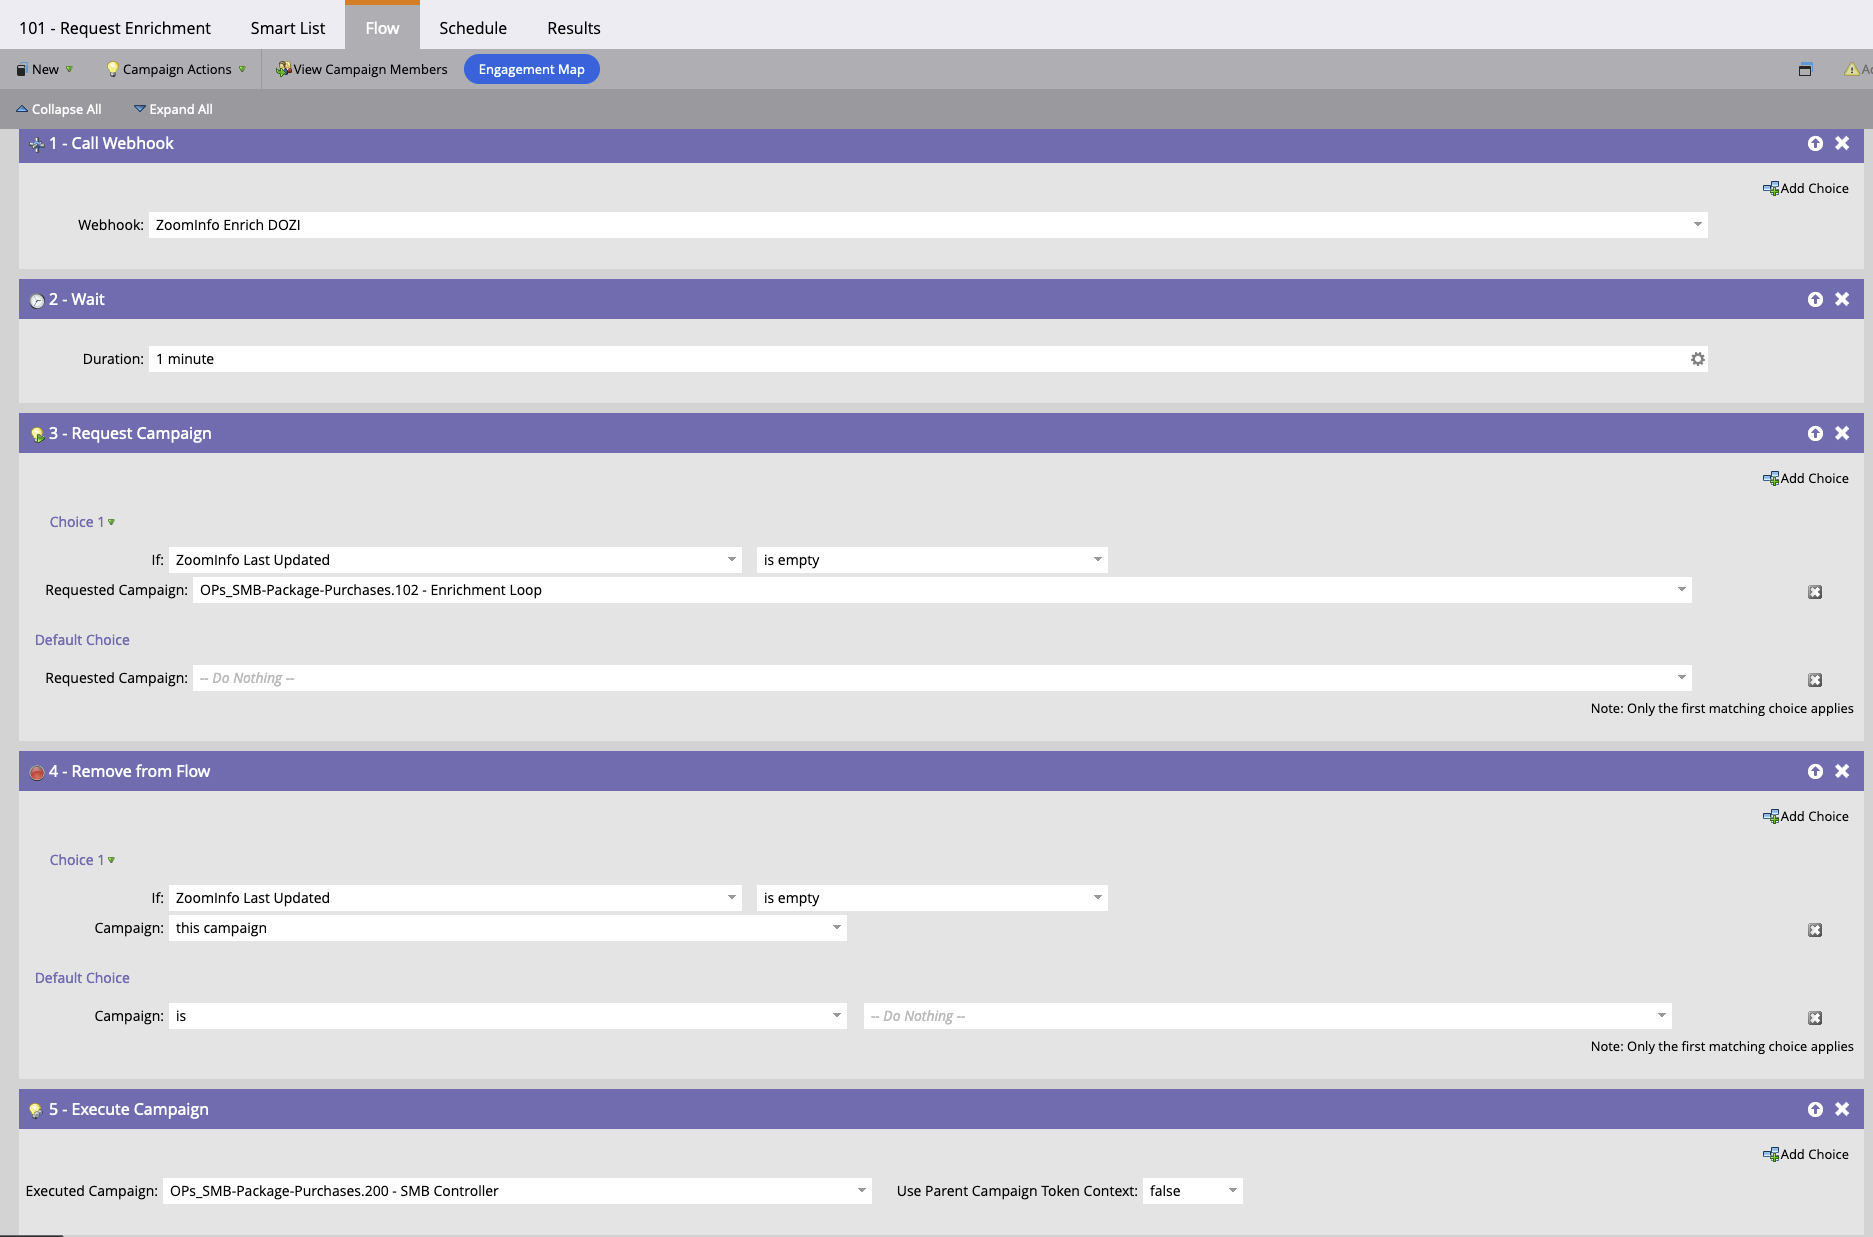 101 - Request Enrichment Smart List Flow Schedule Results
New Campaign Actions View Campaign Members Engagement Map
Collapse All Expand All
1 - Call Webhook
Add Choice
Webhook: ZoomInfo Enrich DOZI
2 - Wait
Duration: 1 minute
3 - Request Campaign
Add Choice
Choice 1
If: ZoomInfo Last Updated is empty
Requested Campaign: OPs_SMB-Package-Purchases.102 - Enrichment Loop
Default Choice
Requested Campaign: -- Do Nothing --
Note: Only the first matching choice applies
4 - Remove from Flow
Add Choice
Choice 1
If: ZoomInfo Last Updated is empty
Campaign: this campaign
Default Choice
Campaign: is -- Do Nothing --
Note: Only the first matching choice applies
5 - Execute Campaign
Add Choice
Executed Campaign: OPs_SMB-Package-Purchases.200 - SMB Controller Use Parent Campaign Token Context: false